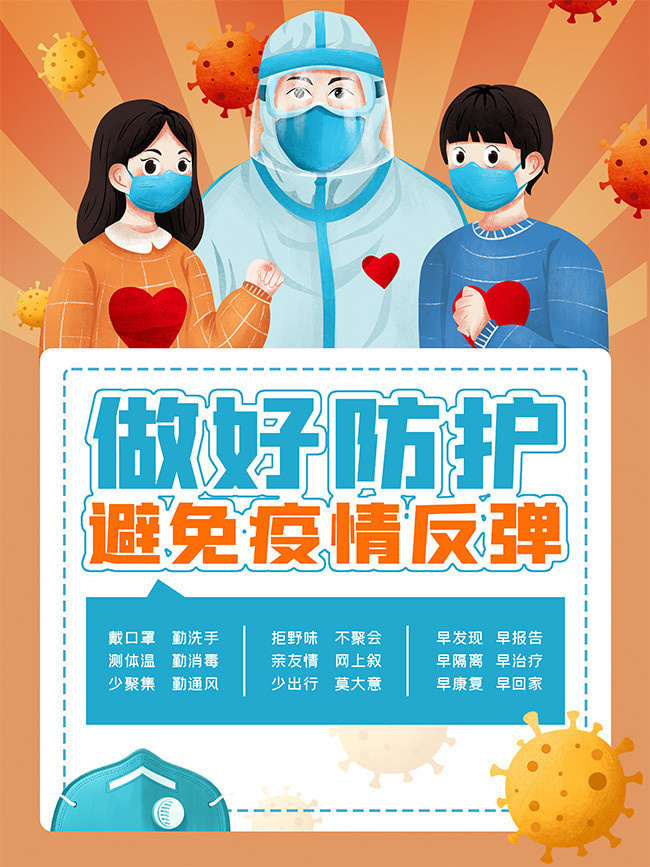 做好防护
避免疫情反弹
戴口罩 勤洗手
测体温 勤消毒
少聚集 勤通风
拒野味 不聚会
亲友情 网上叙
少出行 莫大意
早发现 早报告
早隔离 早治疗
早康复 早回家